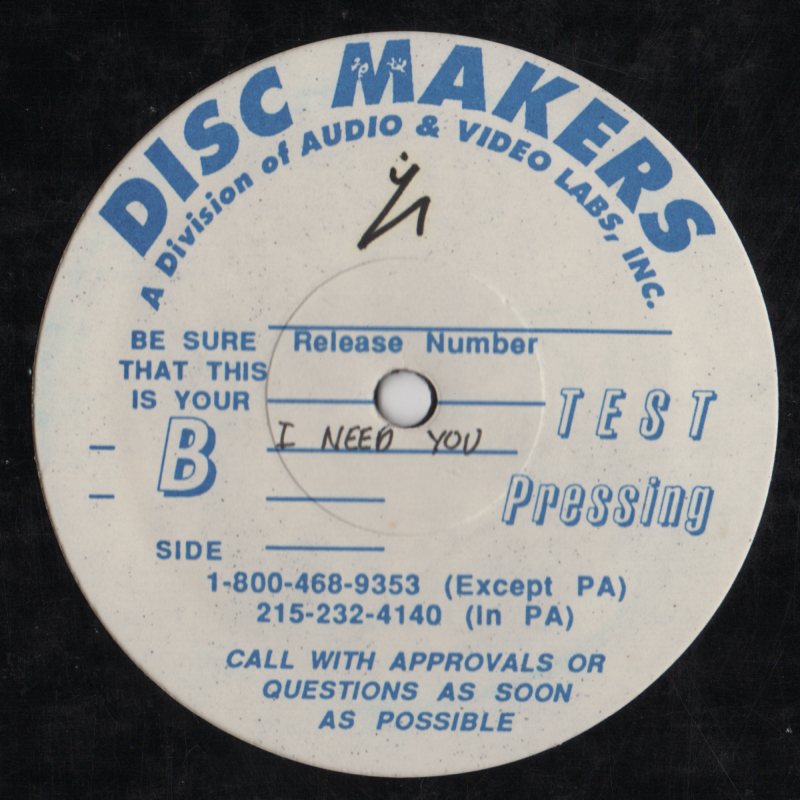 DISC MAKERS
A Division of AUDIO & VIDEO LABS, INC.
Release Number
BE SURE
THAT THIS
IS YOUR
B
SIDE
I NEED YOU
TEST
Pressing
1-800-468-9353 (Except PA)
215-232-4140 (In PA)
CALL WITH APPROVALS OR
QUESTIONS AS SOON
AS POSSIBLE